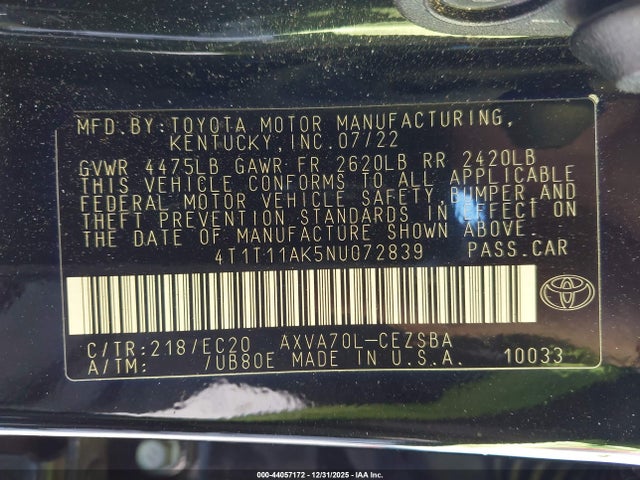 MFD.BY:TOYOTA MOTOR MANUFACTURING,
KENTUCKY,INC.07/22
GVWR 4475LB GAWR FR 2620LB RR 2420LB
THIS VEHICLE CONFORMS TO ALL APPLICABLE
FEDERAL MOTOR VEHICLE SAFETY,BUMPER,AND
THEFT PREVENTION STANDARDS IN EFFECT ON
THE DATE OF MANUFACTURE SHOWN ABOVE.
4T1T11AK5NU072839 PASS.CAR
C/TR:218/EC20 AXVA70L-CEZSBA
A/TM: /UB80E MADE IN U.S.A. 10033
000-44057172 - 12/31/2025 - IAA Inc.